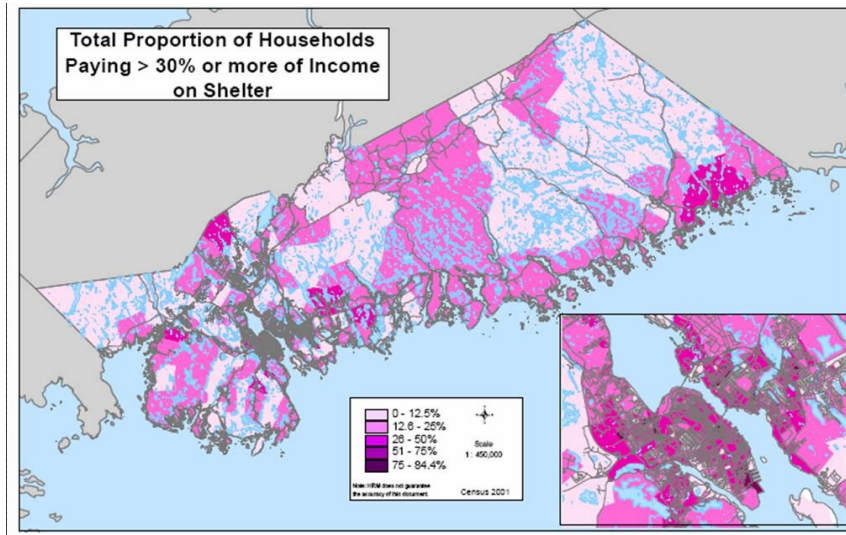 Total Proportion of Households
Paying > 30% or more of Income
on Shelter
0 - 12.5%
12.6 - 25%
26 - 50%
51 - 75%
75 - 84.4%
Scale
1: 450,000
Note: HRM does not guarantee
the accuracy of this document.
Census 2001